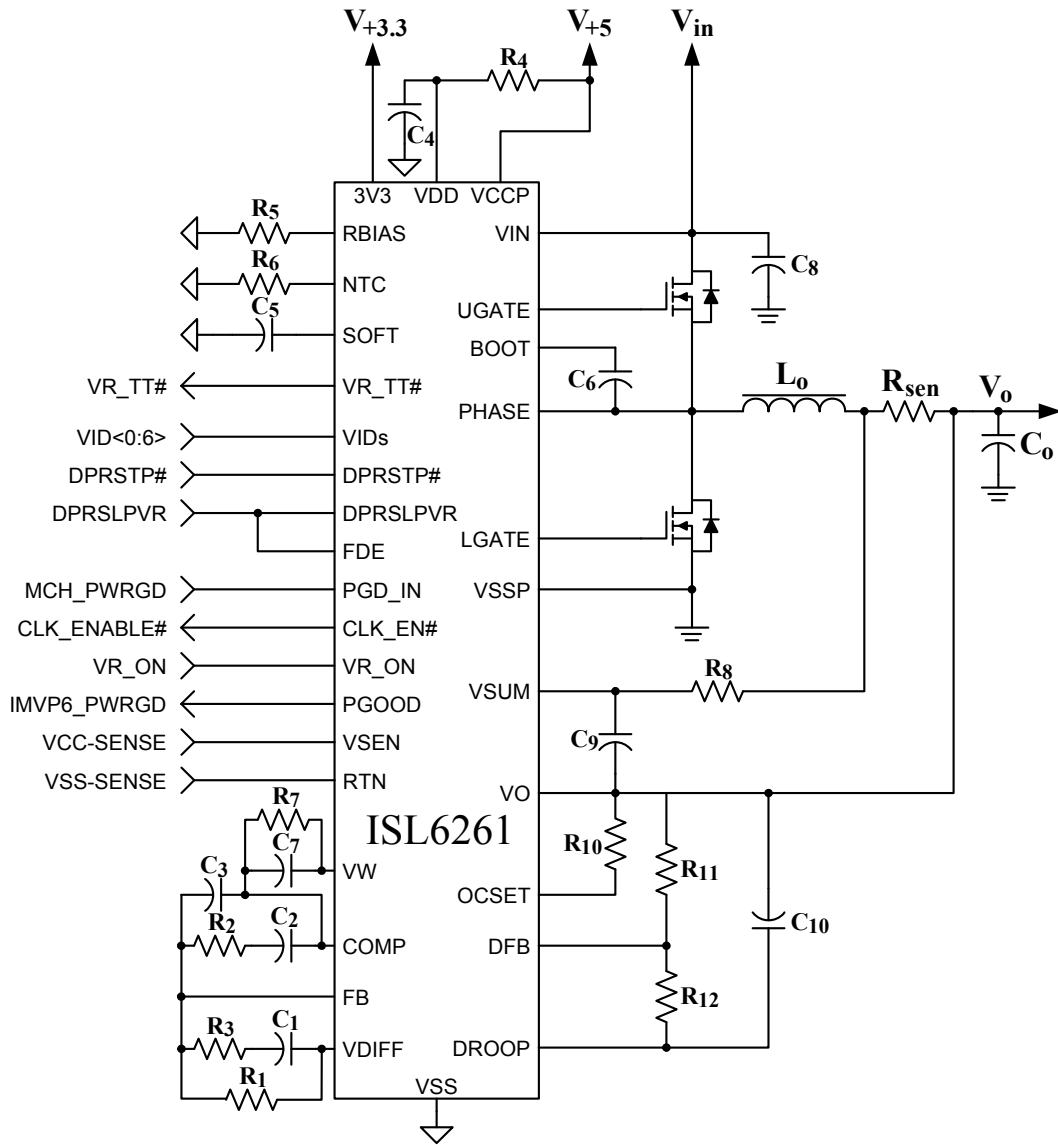 V+3.3
V+5
Vin
R4
C4
3V3
VDD
VCCP
R5
RBIAS
VIN
C8
R6
NTC
C5
UGATE
SOFT
BOOT
C6
Lo
Rsen
Vo
VR_TT#
VR_TT#
PHASE
Co
VID<0:6>
VIDs
DPRSTP#
DPRSTP#
DPRSLPVR
DPRSLPVR
LGATE
FDE
MCH_PWRGD
PGD_IN
VSSP
CLK_ENABLE#
CLK_EN#
VR_ON
VR_ON
R8
VSUM
IMVP6_PWRGD
PGOOD
VCC-SENSE
VSEN
C9
VSS-SENSE
RTN
VO
R7
ISL6261
R10
C7
VW
R11
C3
OCSET
C10
R2
C2
COMP
DFB
FB
R12
R3
C1
VDIFF
DROOP
R1
VSS